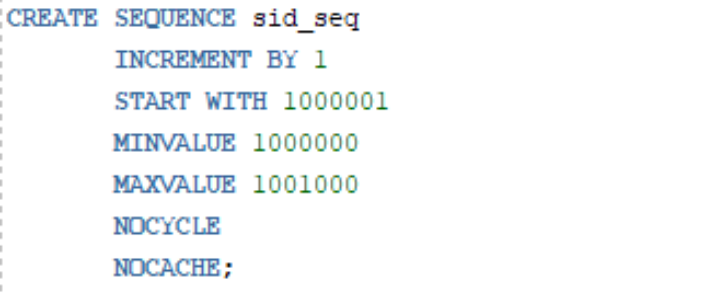 CREATE SEQUENCE sid_seq
INCREMENT BY 1
START WITH 1000001
MINVALUE 1000000
MAXVALUE 1001000
NOCYCLE
NOCACHE;